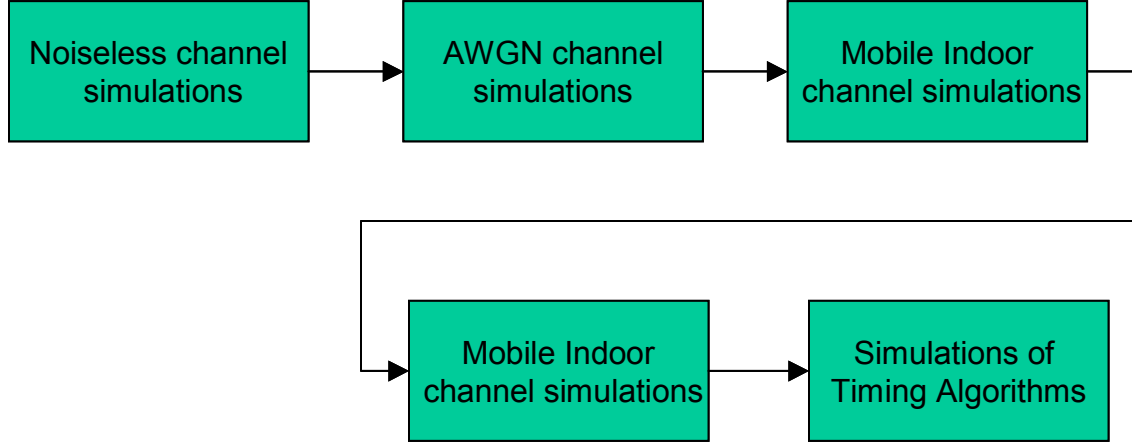 Noiseless channel
simulations
AWGN channel
simulations
Mobile Indoor
channel simulations
Mobile Indoor
channel simulations
Simulations of
Timing Algorithms